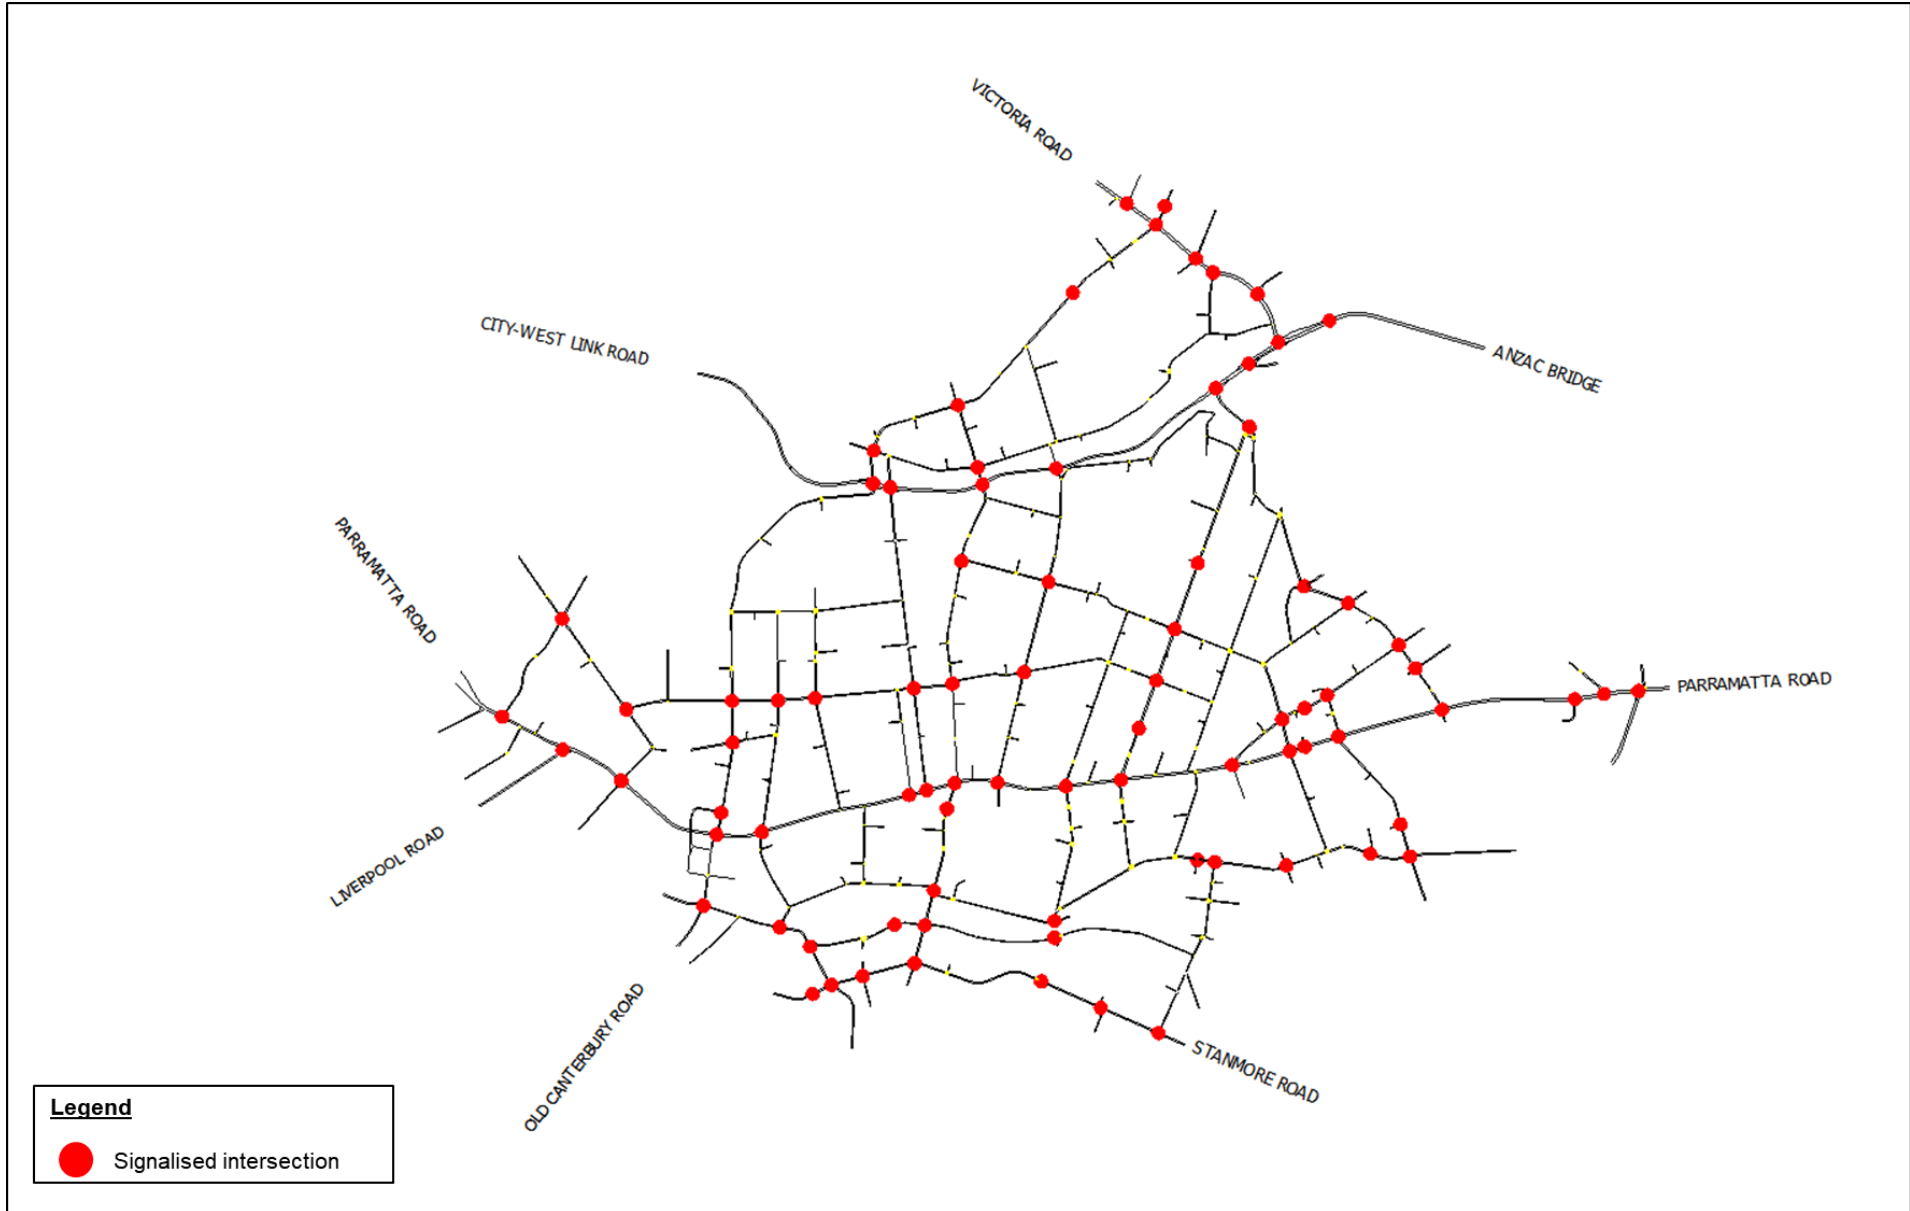 VICTORIA ROAD
CITY-WEST LINK ROAD
ANZAC BRIDGE
PARRAMATTA ROAD
PARRAMATTA ROAD
LIVERPOOL ROAD
OLD CANTERBURY ROAD
STANMORE ROAD
Legend
Signalised intersection